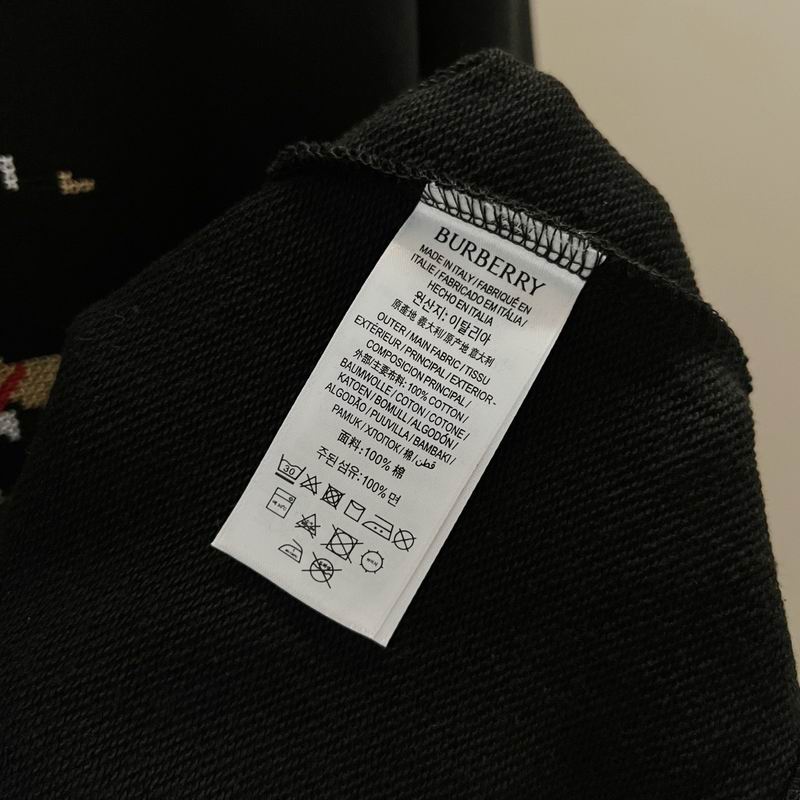 BURBERRY
MADE IN ITALY / FABRIQUÉ EN
ITALIE / FABRICADO EM ITÁLIA /
HECHO EN ITALIA
원산지: 이탈리아
原產地 義大利/原产地 意大利
OUTER / MAIN FABRIC / TISSU
EXTÉRIEUR / PRINCIPAL / EXTERIOR-
COMPOSICION PRINCIPAL /
外部/主要布料: 100% COTTON /
BAUMWOLLE / COTON / COTONE /
KATOEN / BOMULL / ALGODÓN /
ALGODÃO / PUUVILLA / BAMBAKI /
PAMUK / ХЛОПОК / 棉 / قطن
面料:100% 棉
주된 섬유:100% 면
30